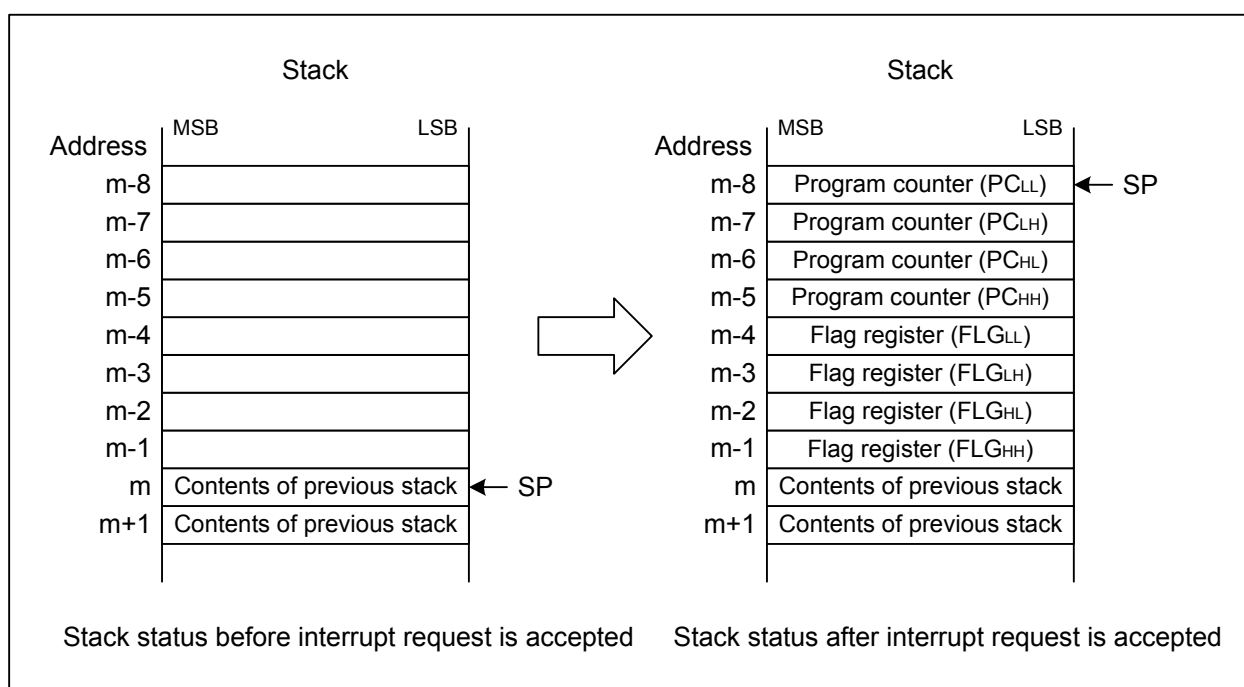 Stack Stack
MSB LSB MSB LSB
Address Address
m-8 m-8 Program counter (PCLL) SP
m-7 m-7 Program counter (PCLH)
m-6 m-6 Program counter (PCHL)
m-5 m-5 Program counter (PCHH)
m-4 m-4 Flag register (FLGLL)
m-3 m-3 Flag register (FLGLH)
m-2 m-2 Flag register (FLGHL)
m-1 m-1 Flag register (FLGHH)
m Contents of previous stack SP m Contents of previous stack
m+1 Contents of previous stack m+1 Contents of previous stack
Stack status before interrupt request is accepted Stack status after interrupt request is accepted